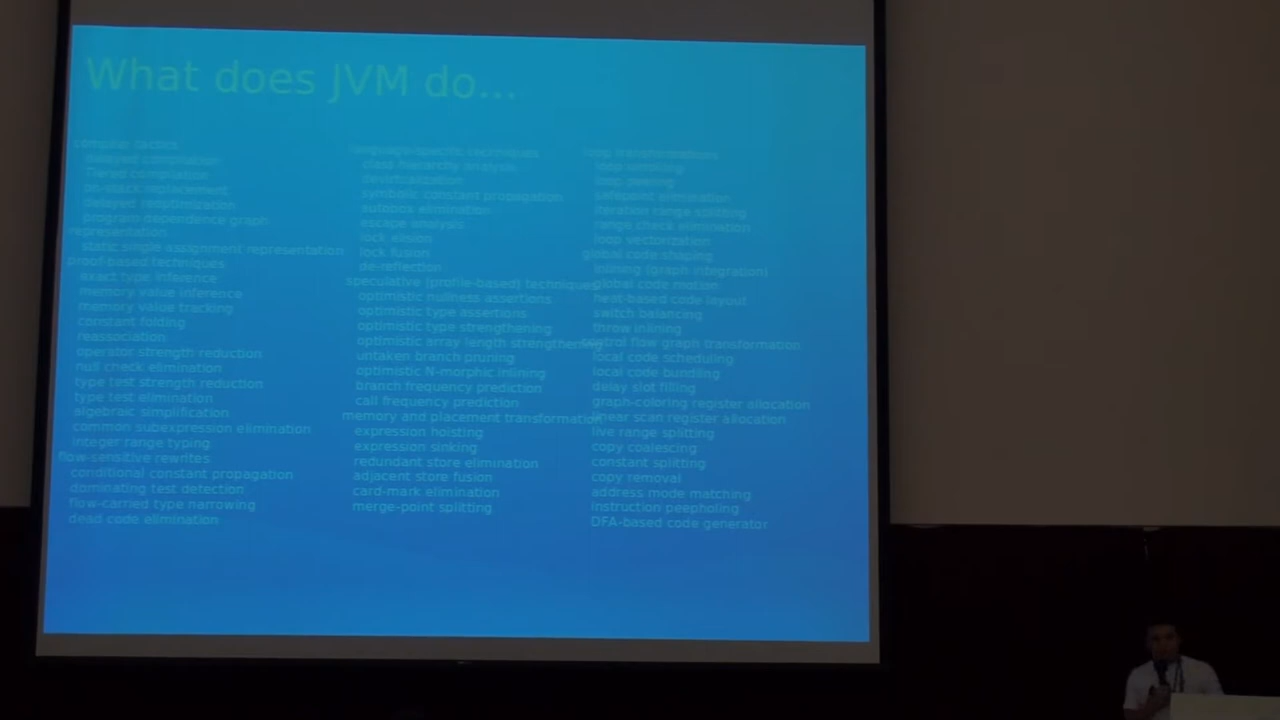 What does JVM do...
compiler tactics
delayed compilation
Tiered compilation
on-stack replacement
delayed reoptimization
program dependence graph
representation
static single assignment representation
proof-based techniques
exact type inference
memory value inference
memory value tracking
constant folding
reassociation
operator strength reduction
null check elimination
type test strength reduction
type test elimination
algebraic simplification
common subexpression elimination
integer range typing
flow-sensitive rewrites
conditional constant propagation
dominating test detection
flow-carried type narrowing
dead code elimination
language-specific techniques
class hierarchy analysis
devirtualization
symbolic constant propagation
autobox elimination
escape analysis
lock elision
lock fusion
de-reflection
speculative (profile-based) techniques
optimistic nullness assertions
optimistic type assertions
optimistic type strengthening
optimistic array length strengthening
untaken branch pruning
optimistic N-morphic inlining
branch frequency prediction
call frequency prediction
memory and placement transformation
expression hoisting
expression sinking
redundant store elimination
adjacent store fusion
card-mark elimination
merge-point splitting
loop transformations
loop unrolling
loop peeling
safepoint elimination
iteration range splitting
range check elimination
loop vectorization
global code shaping
inlining (graph integration)
global code motion
heat-based code layout
switch balancing
throw inlining
control flow graph transformation
local code scheduling
local code bundling
delay slot filling
graph-coloring register allocation
linear scan register allocation
live range splitting
copy coalescing
constant splitting
copy removal
address mode matching
instruction peepholing
DFA-based code generator